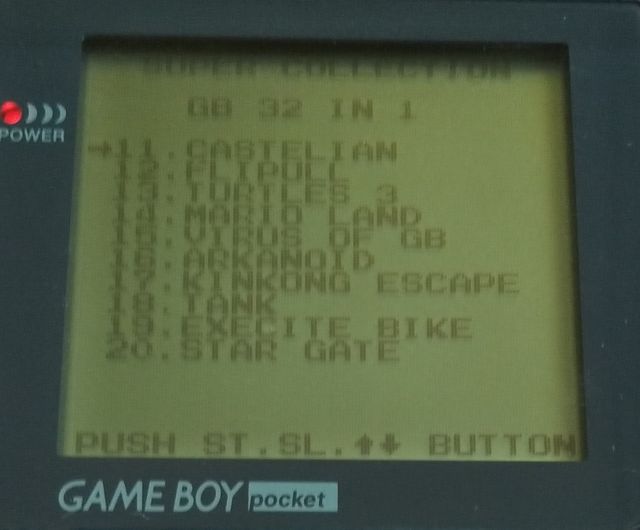 SUPER COLLECTION
GB 32 IN 1
POWER
→11. CASTELIAN
12. FLIPULL
13. TURTLES 3
14. MARIO LAND
15. VIRUS OF GB
16. ARKANOID
17. KINKONG ESCAPE
18. TANK
19. EXECITE BIKE
20. STAR GATE
PUSH ST.SL.↑↓ BUTTON
GAME BOY pocket